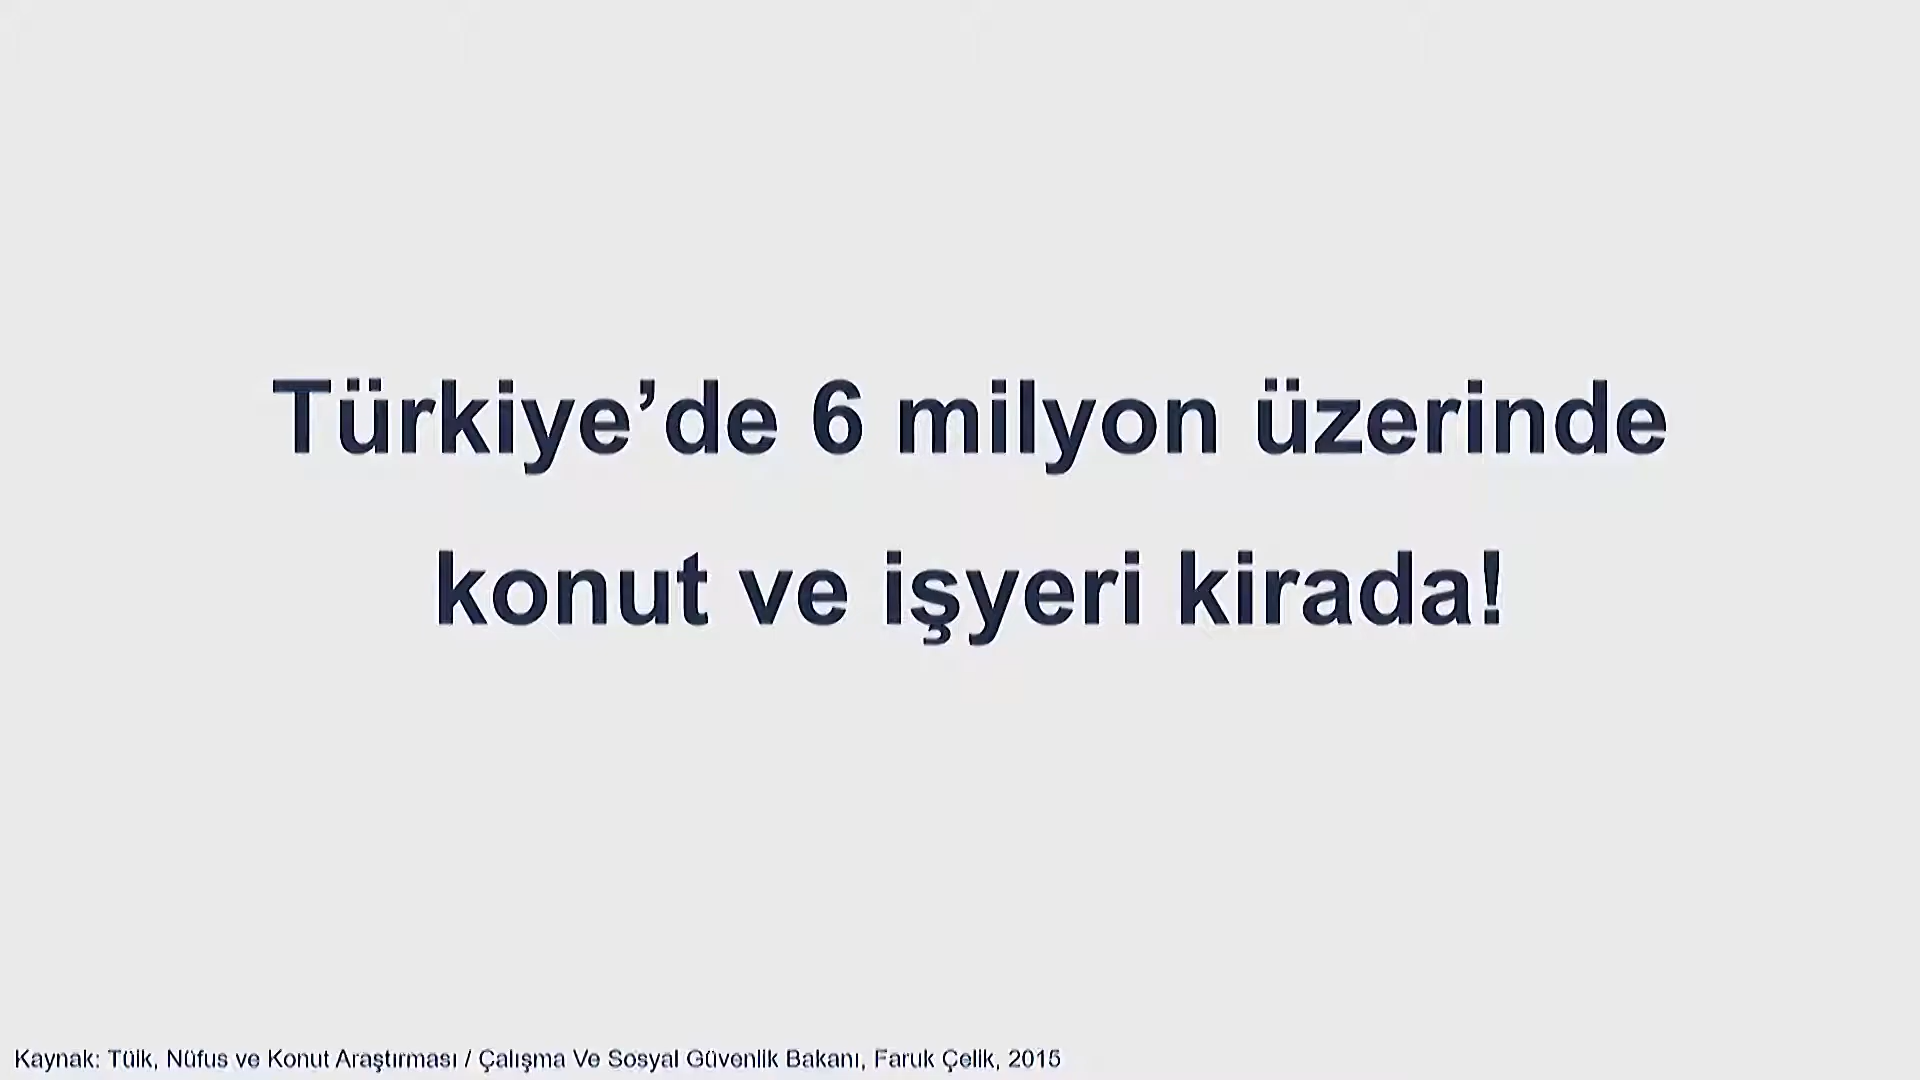 Türkiye’de 6 milyon üzerinde
konut ve işyeri kirada!
Kaynak: Tüik, Nüfus ve Konut Araştırması / Çalışma Ve Sosyal Güvenlik Bakanı, Faruk Çelik, 2015